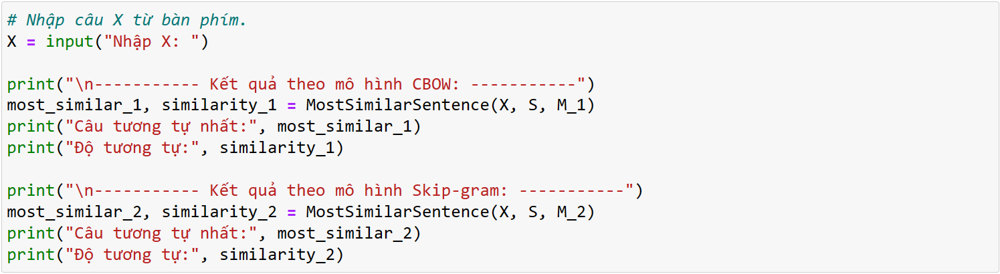 # Nhập câu X từ bàn phím.
X = input("Nhập X: ")
print("\n----------- Kết quả theo mô hình CBOW: -----------")
most_similar_1, similarity_1 = MostSimilarSentence(X, S, M_1)
print("Câu tương tự nhất:", most_similar_1)
print("Độ tương tự:", similarity_1)
print("\n----------- Kết quả theo mô hình Skip-gram: -----------")
most_similar_2, similarity_2 = MostSimilarSentence(X, S, M_2)
print("Câu tương tự nhất:", most_similar_2)
print("Độ tương tự:", similarity_2)